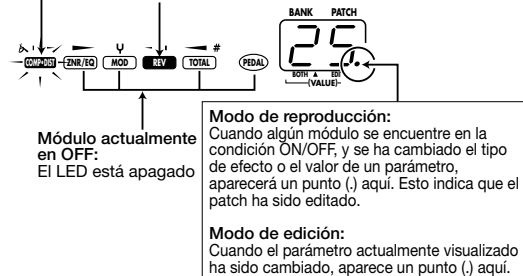 BANK PATCH
25.
BOTH ▲ EDIT
(VALUE)
COMP•DIST ZNR/EQ MOD REV TOTAL PEDAL
Módulo actualmente
en OFF:
El LED está apagado
Modo de reproducción:
Cuando algún módulo se encuentre en la
condición ON/OFF, y se ha cambiado el tipo
de efecto o el valor de un parámetro,
aparecerá un punto (.) aquí. Esto indica que el
patch ha sido editado.
Modo de edición:
Cuando el parámetro actualmente visualizado
ha sido cambiado, aparece un punto (.) aquí.